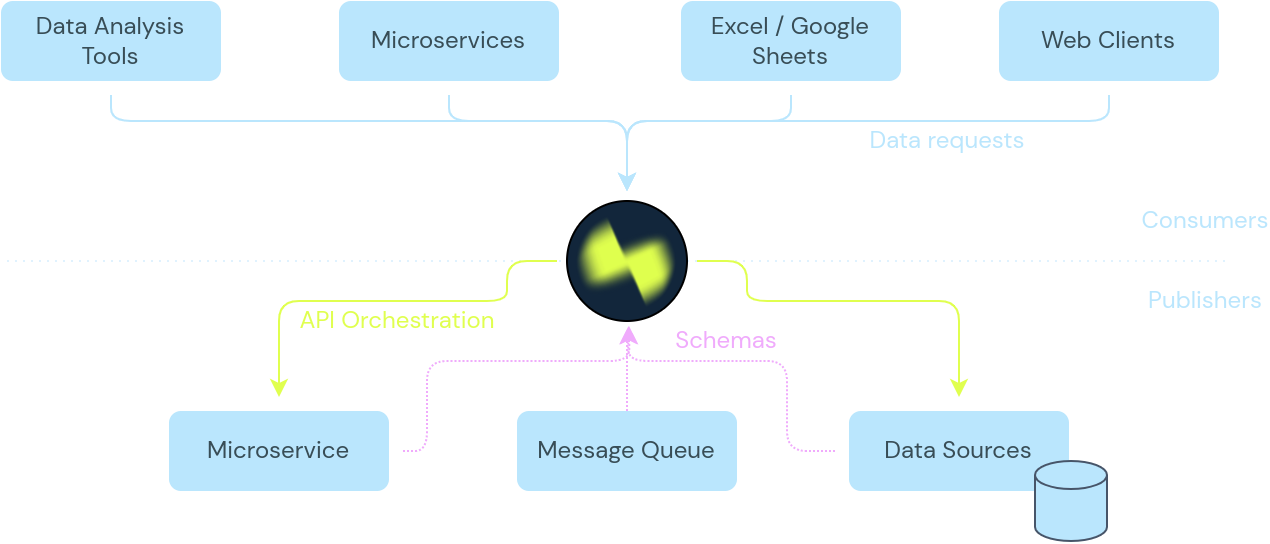 Data Analysis
Tools
Microservices
Excel / Google
Sheets
Web Clients
Data requests
Consumers
Publishers
API Orchestration
Schemas
Microservice
Message Queue
Data Sources